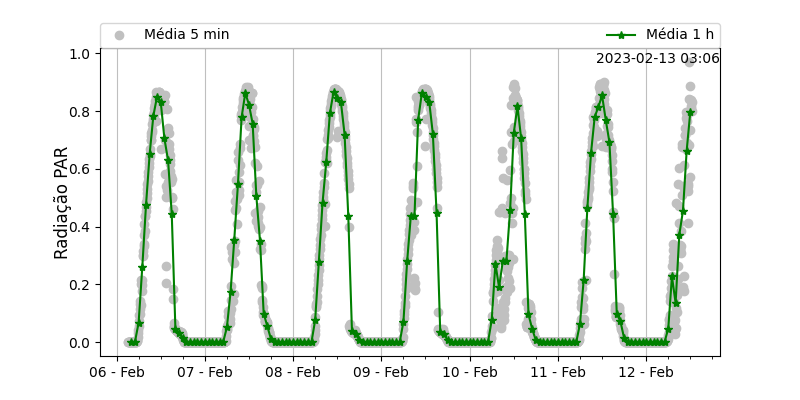 Média 5 min
Média 1 h
2023-02-13 03:06
Radiação PAR
1.0
0.8
0.6
0.4
0.2
0.0
06 - Feb
07 - Feb
08 - Feb
09 - Feb
10 - Feb
11 - Feb
12 - Feb